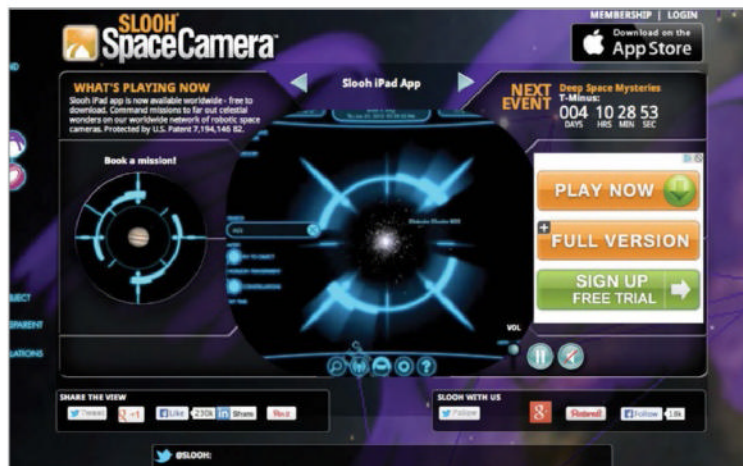 MEMBERSHIP | LOGIN
SLOOH
SpaceCamera
Download on the
App Store
WHAT'S PLAYING NOW
Slooh iPad App
Slooh iPad app is now available worldwide - free to
download. Command missions to far out celestial
wonders on our worldwide network of robotic space
cameras. Protected by U.S. Patent 7,194,146 B2.
NEXT
EVENT
Deep Space Mysteries
T-Minus:
004 10 28 53
DAYS HRS MIN SEC
Book a mission!
PLAY NOW
FULL VERSION
SIGN UP
FREE TRIAL
VOL
SHARE THE VIEW
Tweet +1 Like 230k Share Pin it
SLOOH WITH US
Follow Pinterest Follow
@SLOOH: